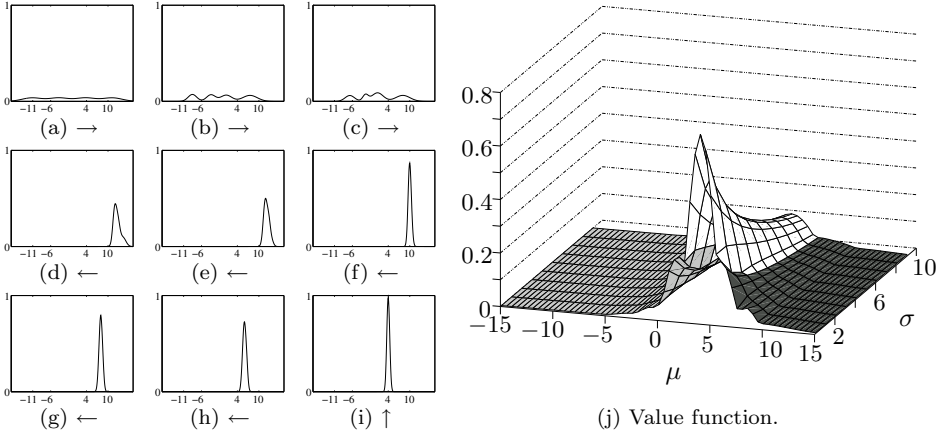 1
0
−11 −6 4 10
(a) →
1
0
−11 −6 4 10
(b) →
1
0
−11 −6 4 10
(c) →
1
0
−11 −6 4 10
(d) ←
1
0
−11 −6 4 10
(e) ←
1
0
−11 −6 4 10
(f) ←
1
0
−11 −6 4 10
(g) ←
1
0
−11 −6 4 10
(h) ←
1
0
−11 −6 4 10
(i) ↑
0.8
0.6
0.4
0.2
0
−15 −10 −5 0 5 10 15
μ
2 6 10
σ
(j) Value function.